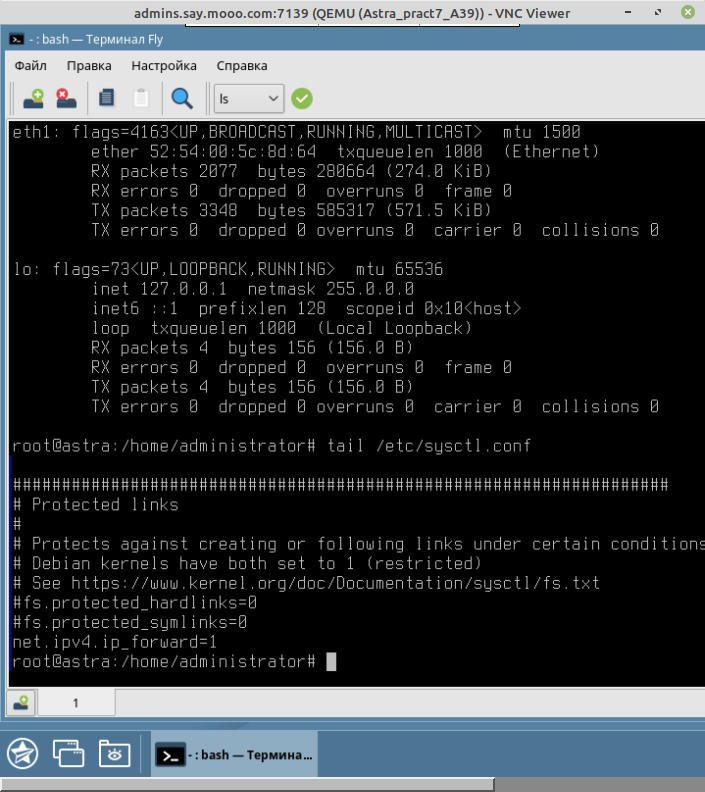 admins.say.mooo.com:7139 (QEMU (Astra_pract7_A39)) - VNC Viewer
- : bash — Терминал Fly
Файл Правка Настройка Справка
ls
eth1: flags=4163<UP,BROADCAST,RUNNING,MULTICAST>  mtu 1500
        ether 52:54:00:5c:8d:64  txqueuelen 1000  (Ethernet)
        RX packets 2077  bytes 280664 (274.0 KiB)
        RX errors 0  dropped 0  overruns 0  frame 0
        TX packets 3348  bytes 585317 (571.5 KiB)
        TX errors 0  dropped 0 overruns 0  carrier 0  collisions 0
lo: flags=73<UP,LOOPBACK,RUNNING>  mtu 65536
        inet 127.0.0.1  netmask 255.0.0.0
        inet6 ::1  prefixlen 128  scopeid 0x10<host>
        loop  txqueuelen 1000  (Local Loopback)
        RX packets 4  bytes 156 (156.0 B)
        RX errors 0  dropped 0  overruns 0  frame 0
        TX packets 4  bytes 156 (156.0 B)
        TX errors 0  dropped 0 overruns 0  carrier 0  collisions 0
root@astra:/home/administrator# tail /etc/sysctl.conf
###################################################################
# Protected links
#
# Protects against creating or following links under certain conditions
# Debian kernels have both set to 1 (restricted)
# See https://www.kernel.org/doc/Documentation/sysctl/fs.txt
#fs.protected_hardlinks=0
#fs.protected_symlinks=0
net.ipv4.ip_forward=1
root@astra:/home/administrator#
1
- : bash — Термина...